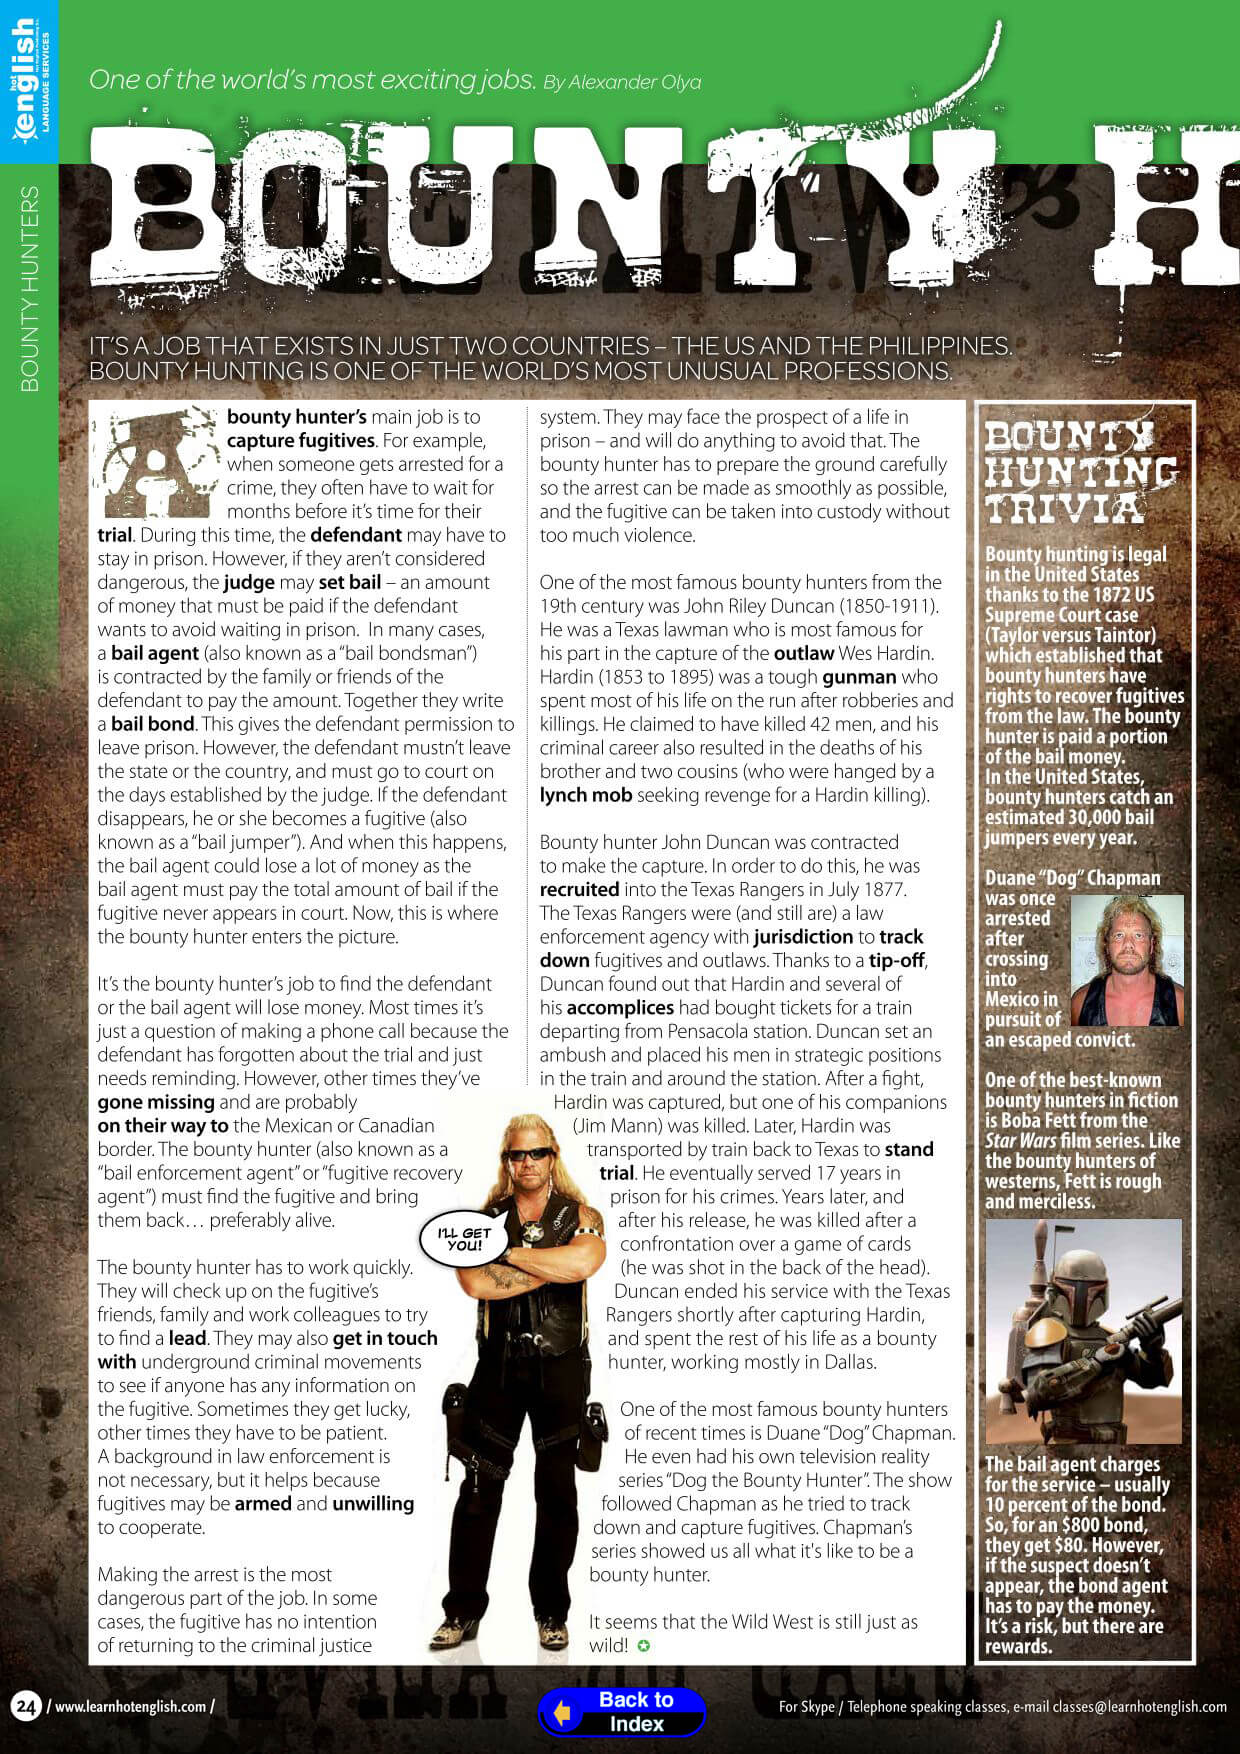 hot
english
LANGUAGE SERVICES
BOUNTY HUNTERS
One of the world's most exciting jobs. By Alexander Olya
BOUNTY H
IT'S A JOB THAT EXISTS IN JUST TWO COUNTRIES – THE US AND THE PHILIPPINES.
BOUNTY HUNTING IS ONE OF THE WORLD'S MOST UNUSUAL PROFESSIONS.
A bounty hunter's main job is to
capture fugitives. For example,
when someone gets arrested for a
crime, they often have to wait for
months before it's time for their
trial. During this time, the defendant may have to
stay in prison. However, if they aren't considered
dangerous, the judge may set bail – an amount
of money that must be paid if the defendant
wants to avoid waiting in prison. In many cases,
a bail agent (also known as a "bail bondsman")
is contracted by the family or friends of the
defendant to pay the amount. Together they write
a bail bond. This gives the defendant permission to
leave prison. However, the defendant mustn't leave
the state or the country, and must go to court on
the days established by the judge. If the defendant
disappears, he or she becomes a fugitive (also
known as a "bail jumper"). And when this happens,
the bail agent could lose a lot of money as the
bail agent must pay the total amount of bail if the
fugitive never appears in court. Now, this is where
the bounty hunter enters the picture.
It's the bounty hunter's job to find the defendant
or the bail agent will lose money. Most times it's
just a question of making a phone call because the
defendant has forgotten about the trial and just
needs reminding. However, other times they've
gone missing and are probably
on their way to the Mexican or Canadian
border. The bounty hunter (also known as a
"bail enforcement agent" or "fugitive recovery
agent") must find the fugitive and bring
them back… preferably alive.
The bounty hunter has to work quickly.
They will check up on the fugitive's
friends, family and work colleagues to try
to find a lead. They may also get in touch
with underground criminal movements
to see if anyone has any information on
the fugitive. Sometimes they get lucky,
other times they have to be patient.
A background in law enforcement is
not necessary, but it helps because
fugitives may be armed and unwilling
to cooperate.
Making the arrest is the most
dangerous part of the job. In some
cases, the fugitive has no intention
of returning to the criminal justice
system. They may face the prospect of a life in
prison – and will do anything to avoid that. The
bounty hunter has to prepare the ground carefully
so the arrest can be made as smoothly as possible,
and the fugitive can be taken into custody without
too much violence.
One of the most famous bounty hunters from the
19th century was John Riley Duncan (1850-1911).
He was a Texas lawman who is most famous for
his part in the capture of the outlaw Wes Hardin.
Hardin (1853 to 1895) was a tough gunman who
spent most of his life on the run after robberies and
killings. He claimed to have killed 42 men, and his
criminal career also resulted in the deaths of his
brother and two cousins (who were hanged by a
lynch mob seeking revenge for a Hardin killing).
Bounty hunter John Duncan was contracted
to make the capture. In order to do this, he was
recruited into the Texas Rangers in July 1877.
The Texas Rangers were (and still are) a law
enforcement agency with jurisdiction to track
down fugitives and outlaws. Thanks to a tip-off,
Duncan found out that Hardin and several of
his accomplices had bought tickets for a train
departing from Pensacola station. Duncan set an
ambush and placed his men in strategic positions
in the train and around the station. After a fight,
Hardin was captured, but one of his companions
(Jim Mann) was killed. Later, Hardin was
transported by train back to Texas to stand
trial. He eventually served 17 years in
prison for his crimes. Years later, and
after his release, he was killed after a
confrontation over a game of cards
(he was shot in the back of the head).
Duncan ended his service with the Texas
Rangers shortly after capturing Hardin,
and spent the rest of his life as a bounty
hunter, working mostly in Dallas.
One of the most famous bounty hunters
of recent times is Duane "Dog" Chapman.
He even had his own television reality
series "Dog the Bounty Hunter". The show
followed Chapman as he tried to track
down and capture fugitives. Chapman's
series showed us all what it's like to be a
bounty hunter.
It seems that the Wild West is still just as
wild!
I'LL GET
YOU!
BOUNTY
HUNTING
TRIVIA
Bounty hunting is legal
in the United States
thanks to the 1872 US
Supreme Court case
(Taylor versus Taintor)
which established that
bounty hunters have
rights to recover fugitives
from the law. The bounty
hunter is paid a portion
of the bail money.
In the United States,
bounty hunters catch an
estimated 30,000 bail
jumpers every year.
Duane "Dog" Chapman
was once
arrested
after
crossing
into
Mexico in
pursuit of
an escaped convict.
One of the best-known
bounty hunters in fiction
is Boba Fett from the
Star Wars film series. Like
the bounty hunters of
westerns, Fett is rough
and merciless.
The bail agent charges
for the service – usually
10 percent of the bond.
So, for an $800 bond,
they get $80. However,
if the suspect doesn't
appear, the bond agent
has to pay the money.
It's a risk, but there are
rewards.
24 / www.learnhotenglish.com /
Back to
Index
For Skype / Telephone speaking classes, e-mail classes@learnhotenglish.com